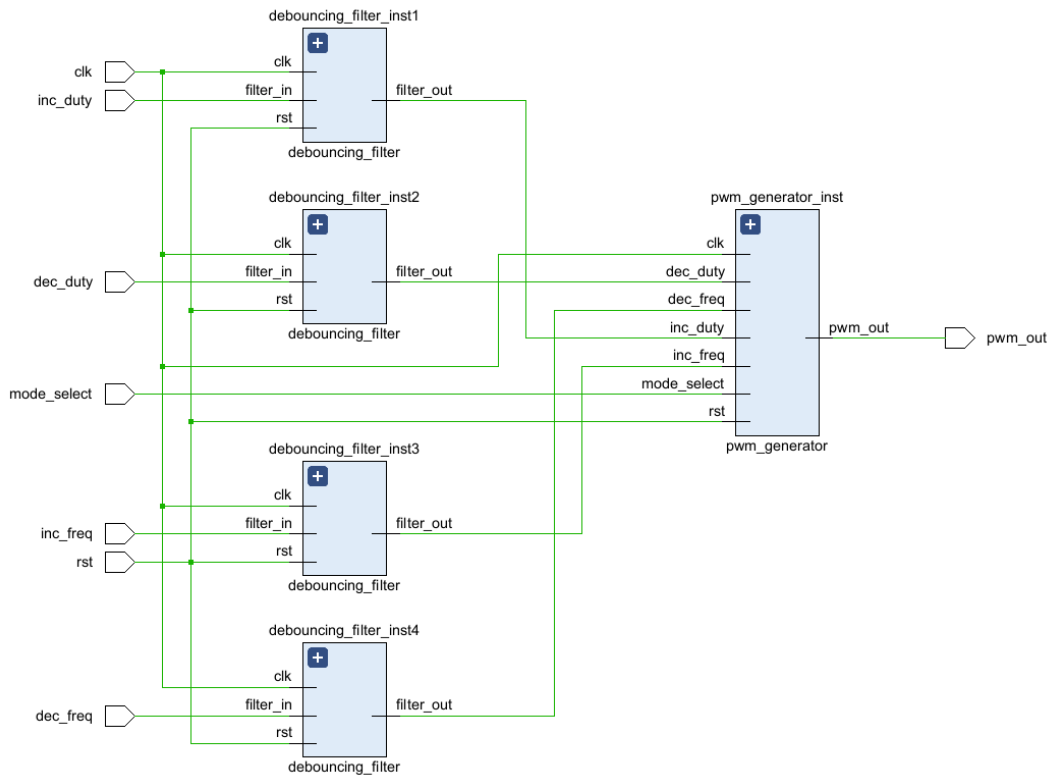 debouncing_filter_inst1
clk
clk
inc_duty
filter_in
filter_out
rst
debouncing_filter
debouncing_filter_inst2
clk
dec_duty
filter_in
filter_out
rst
debouncing_filter
pwm_generator_inst
clk
dec_duty
dec_freq
inc_duty
inc_freq
mode_select
rst
pwm_out
pwm_generator
pwm_out
mode_select
debouncing_filter_inst3
clk
inc_freq
filter_in
filter_out
rst
rst
debouncing_filter
debouncing_filter_inst4
clk
dec_freq
filter_in
filter_out
rst
debouncing_filter